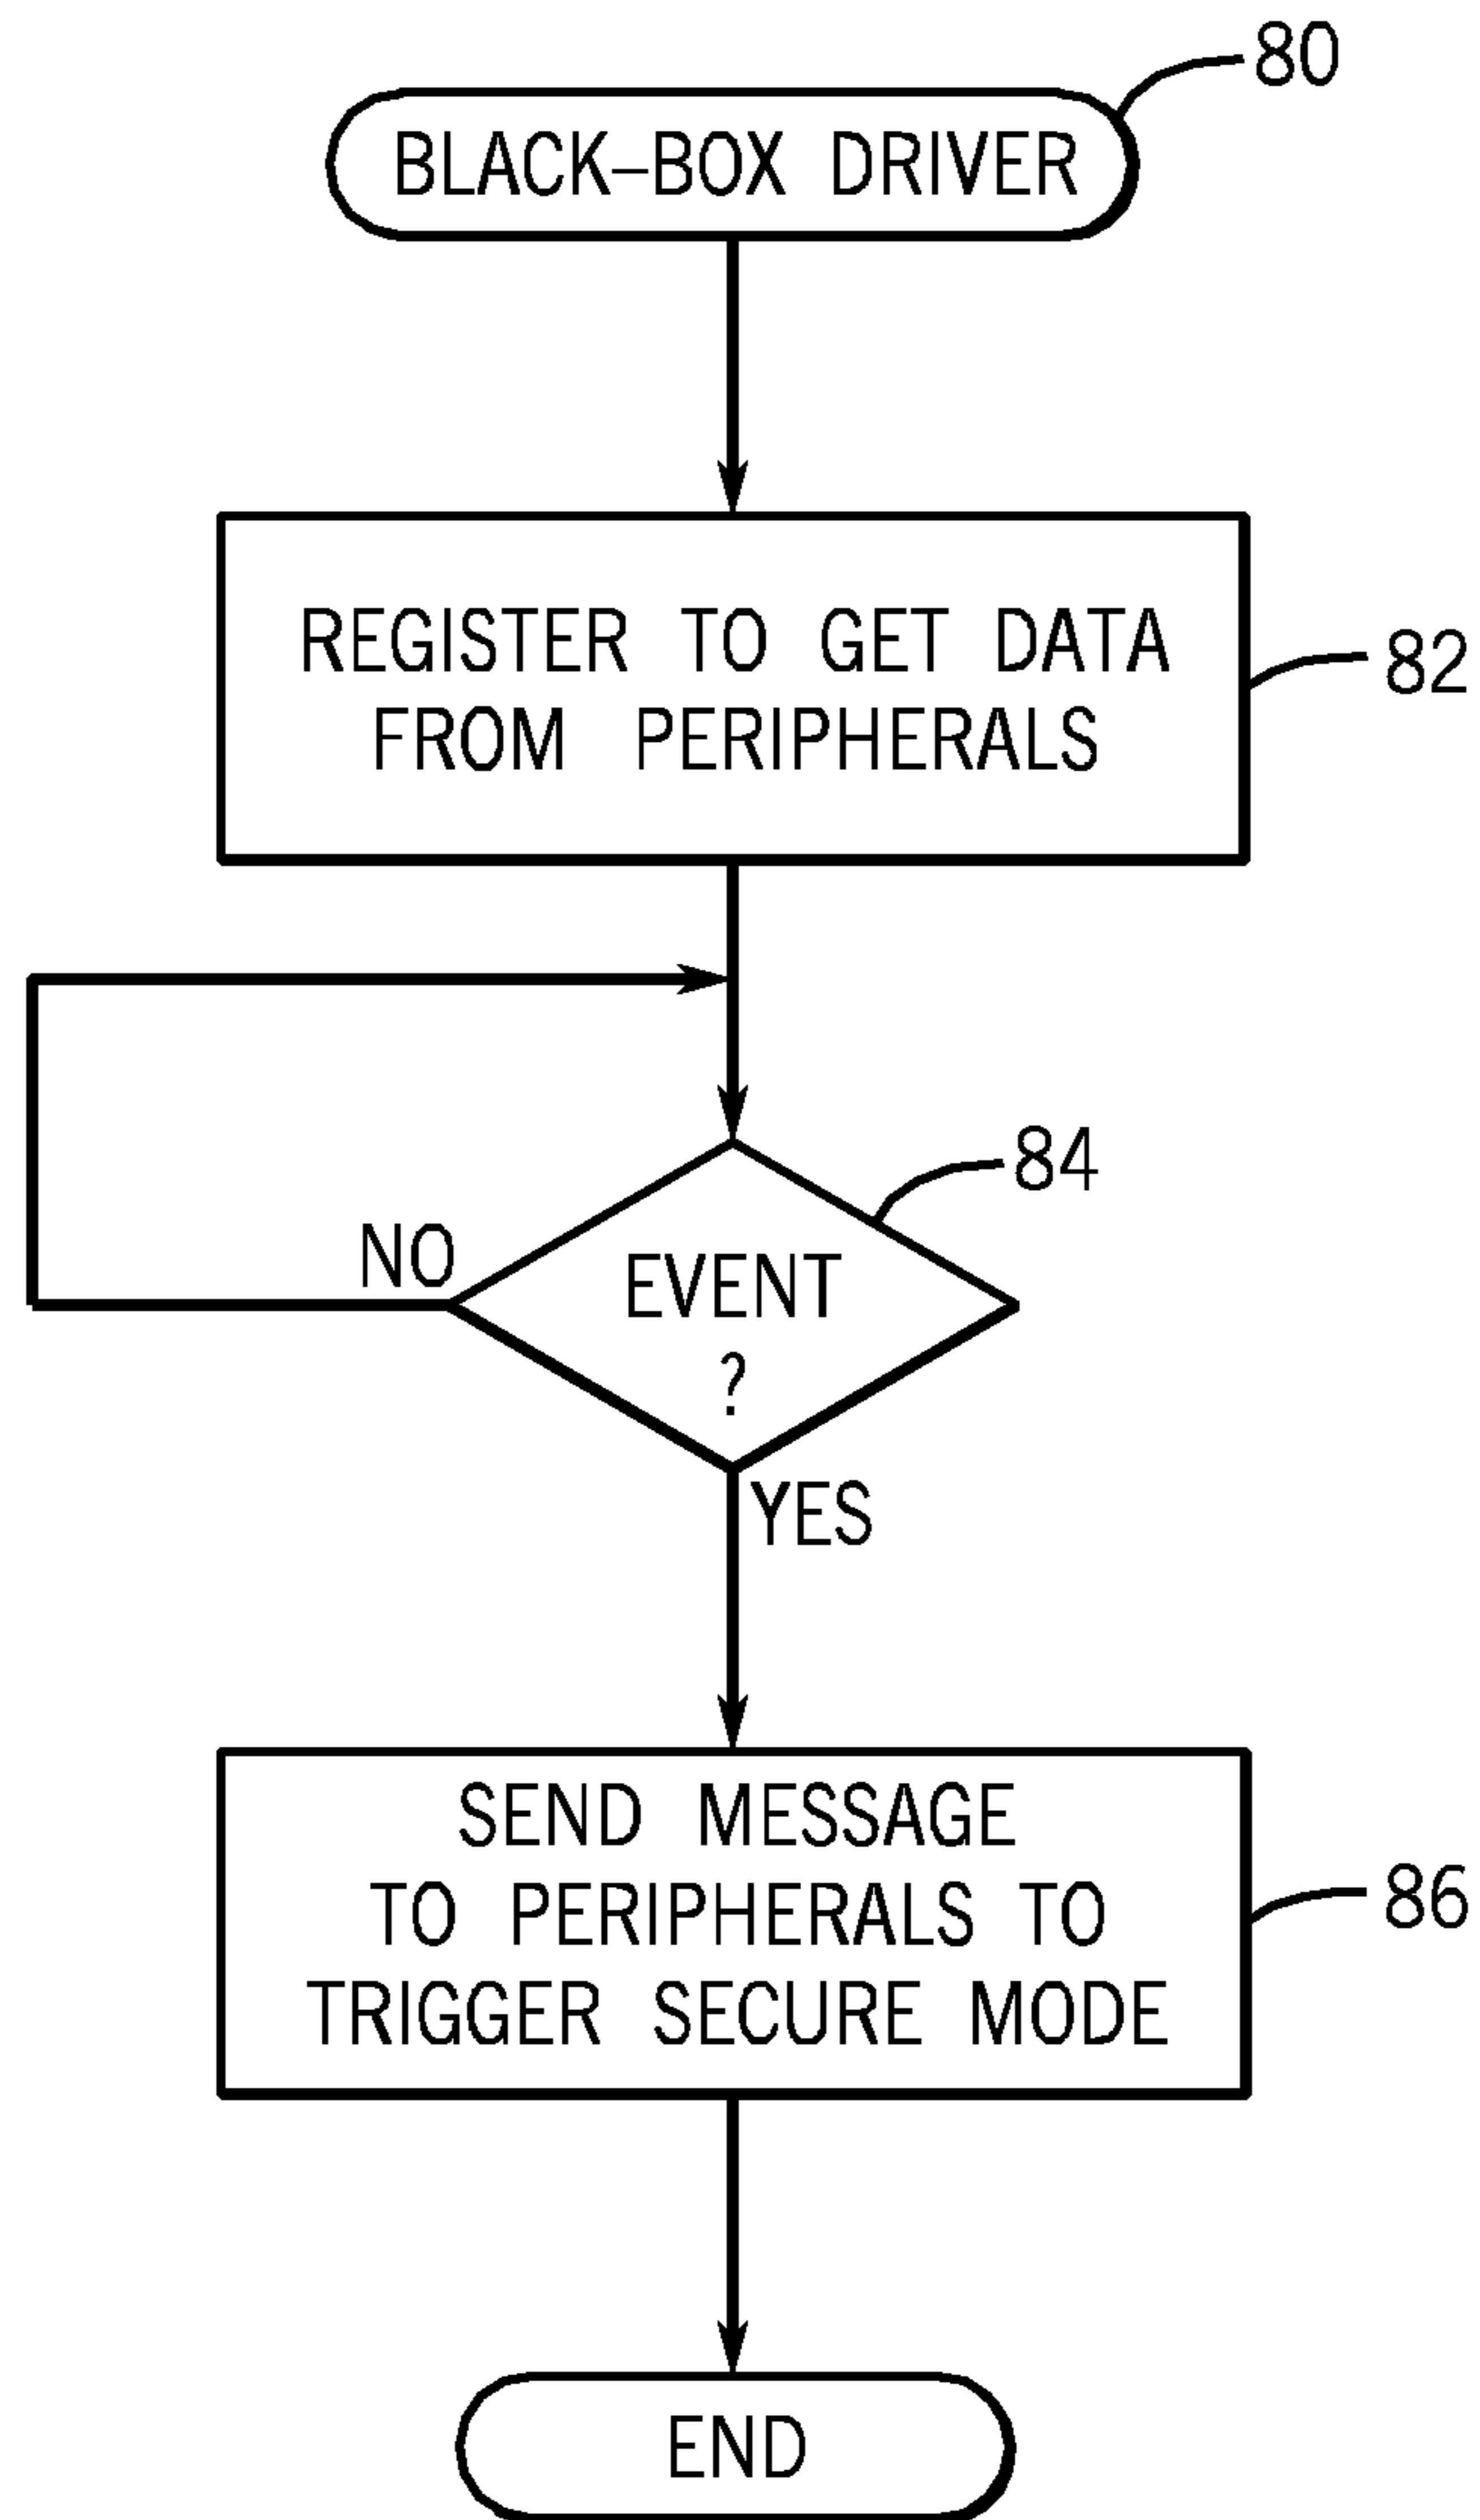 80
BLACK-BOX DRIVER
REGISTER TO GET DATA
82
FROM PERIPHERALS
84
NO
EVENT
?
YES
SEND MESSAGE
TO PERIPHERALS TO
86
TRIGGER SECURE MODE
END